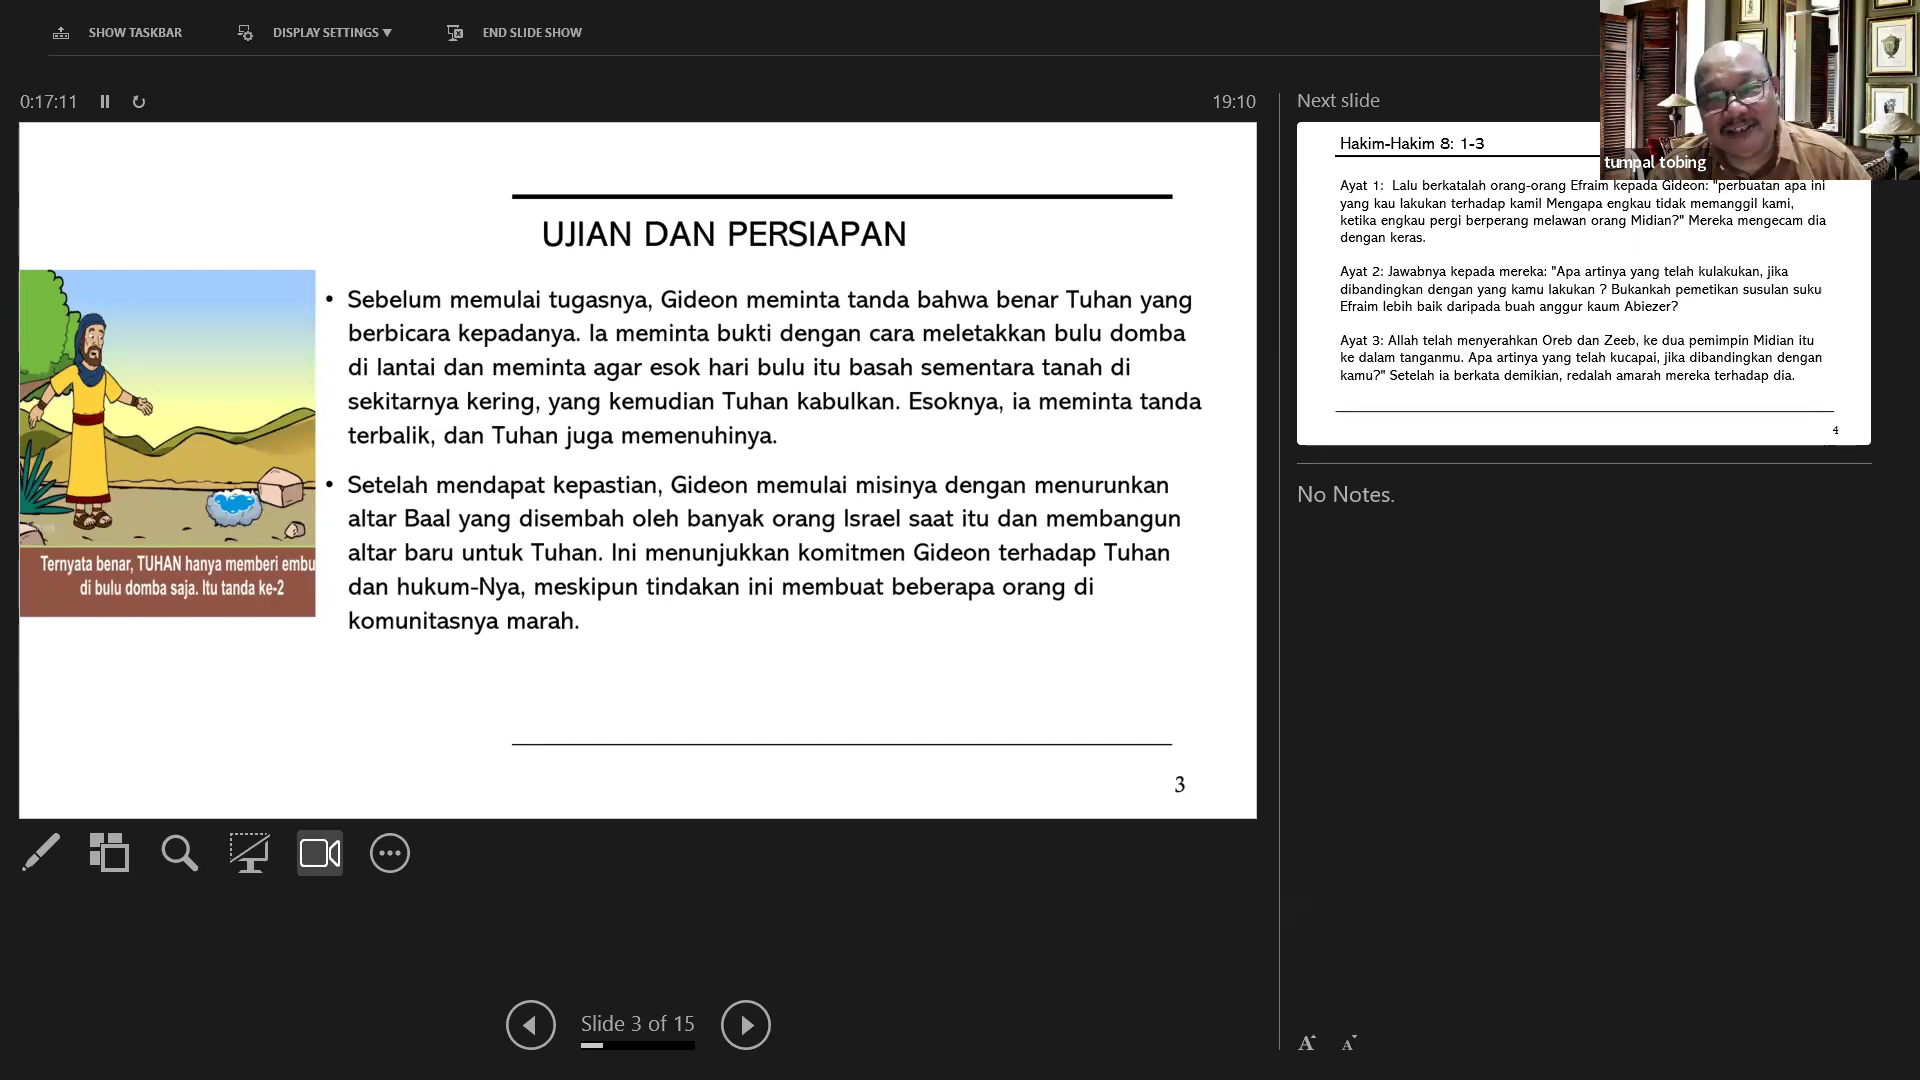 SHOW TASKBAR
DISPLAY SETTINGS
END SLIDE SHOW
0:17:11
19:10
UJIAN DAN PERSIAPAN
• Sebelum memulai tugasnya, Gideon meminta tanda bahwa benar Tuhan yang
berbicara kepadanya. Ia meminta bukti dengan cara meletakkan bulu domba
di lantai dan meminta agar esok hari bulu itu basah sementara tanah di
sekitarnya kering, yang kemudian Tuhan kabulkan. Esoknya, ia meminta tanda
terbalik, dan Tuhan juga memenuhinya.
• Setelah mendapat kepastian, Gideon memulai misinya dengan menurunkan
altar Baal yang disembah oleh banyak orang Israel saat itu dan membangun
altar baru untuk Tuhan. Ini menunjukkan komitmen Gideon terhadap Tuhan
dan hukum-Nya, meskipun tindakan ini membuat beberapa orang di
komunitasnya marah.
Ternyata benar, TUHAN hanya memberi embu
di bulu domba saja. Itu tanda ke-2
3
Slide 3 of 15
Next slide
Hakim-Hakim 8: 1-3
Ayat 1: Lalu berkatalah orang-orang Efraim kepada Gideon: "perbuatan apa ini
yang kau lakukan terhadap kamil Mengapa engkau tidak memanggil kami,
ketika engkau pergi berperang melawan orang Midian?" Mereka mengecam dia
dengan keras.
Ayat 2: Jawabnya kepada mereka: "Apa artinya yang telah kulakukan, jika
dibandingkan dengan yang kamu lakukan ? Bukankah pemetikan susulan suku
Efraim lebih baik daripada buah anggur kaum Abiezer?
Ayat 3: Allah telah menyerahkan Oreb dan Zeeb, ke dua pemimpin Midian itu
ke dalam tanganmu. Apa artinya yang telah kucapai, jika dibandingkan dengan
kamu?" Setelah ia berkata demikian, redalah amarah mereka terhadap dia.
4
No Notes.
A A
tumpal tobing